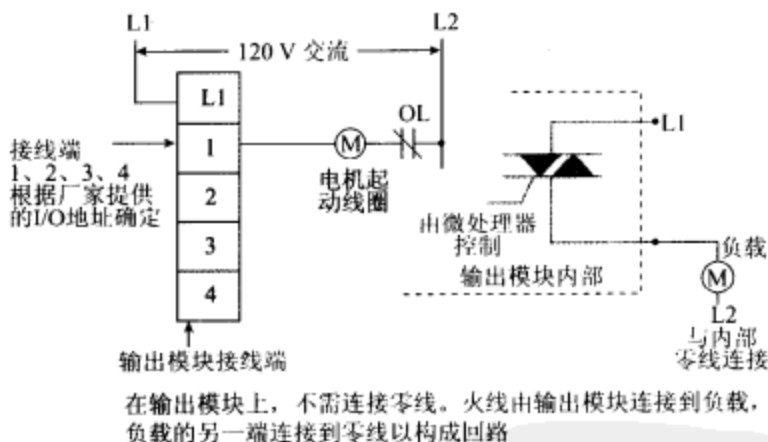 L1
L2
120 V 交流
L1
OL
L1
接线端
1、2、3、4
根据厂家提供
的I/O地址确定
1
M
电机起
动线圈
2
由微处理器
控制
3
负载
输出模块内部
M
4
L2
与内部
零线连接
输出模块接线端
在输出模块上，不需连接零线。火线由输出模块连接到负载，
负载的另一端连接到零线以构成回路